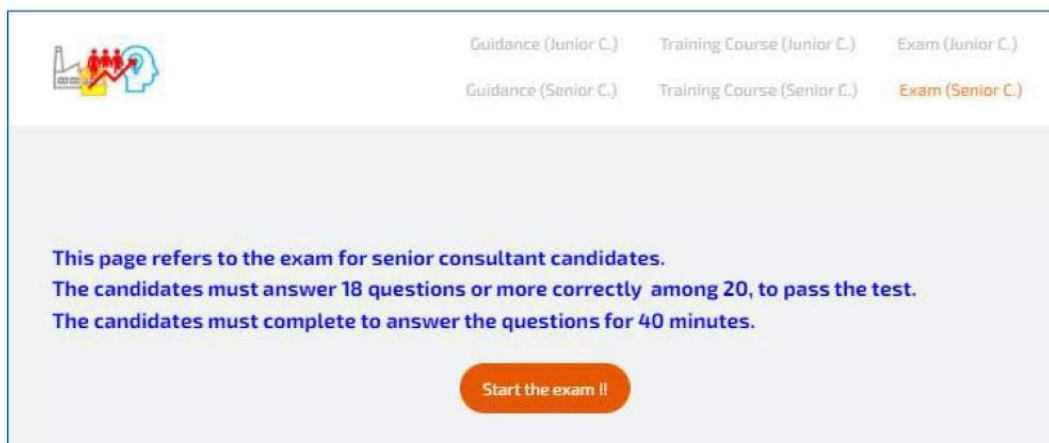 Guidance (Junior C.) Training Course (Junior C.) Exam (Junior C.)
Guidance (Senior C.) Training Course (Senior C.) Exam (Senior C.)
This page refers to the exam for senior consultant candidates.
The candidates must answer 18 questions or more correctly among 20, to pass the test.
The candidates must complete to answer the questions for 40 minutes.
Start the exam !!